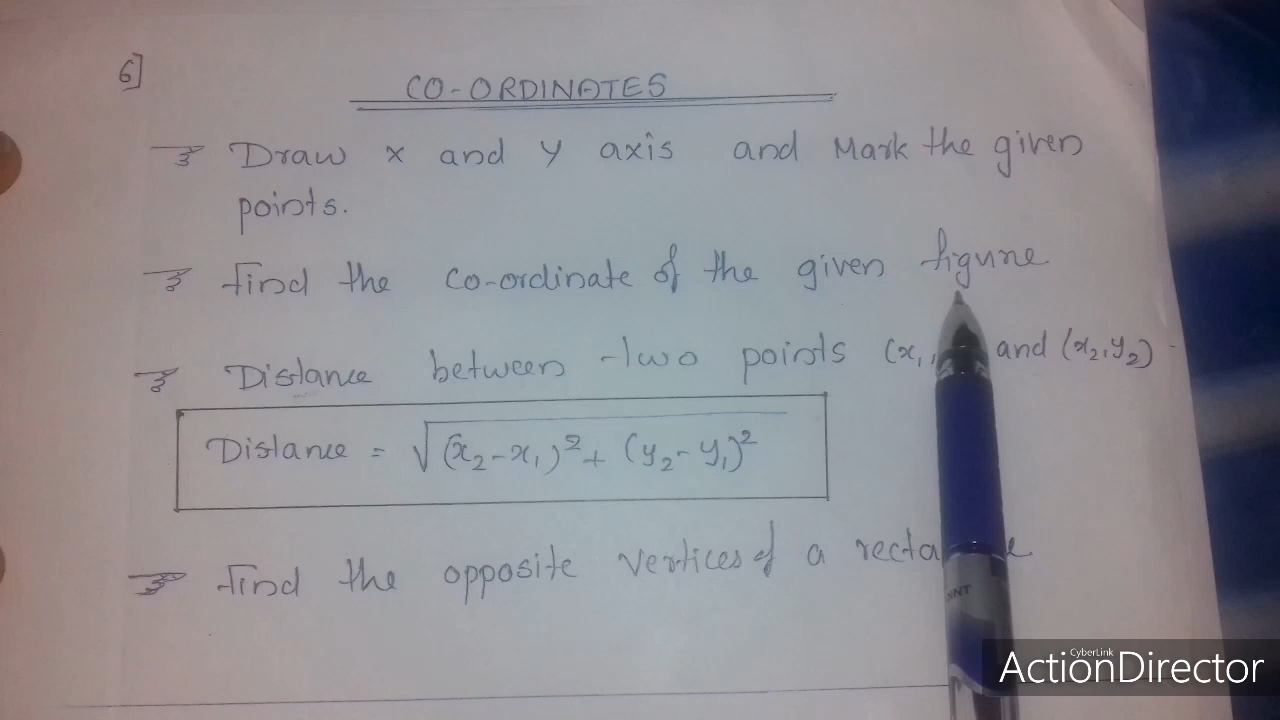 6]
CO-ORDINATES
Draw x and y axis and Mark the given
points.
find the co-ordinate of the given figure
Distance between two points (x₁, and (x₂,y₂)
Distance = √(x₂-x₁)²+(y₂-y₁)²
find the opposite vertices of a
CyberLink
ActionDirector